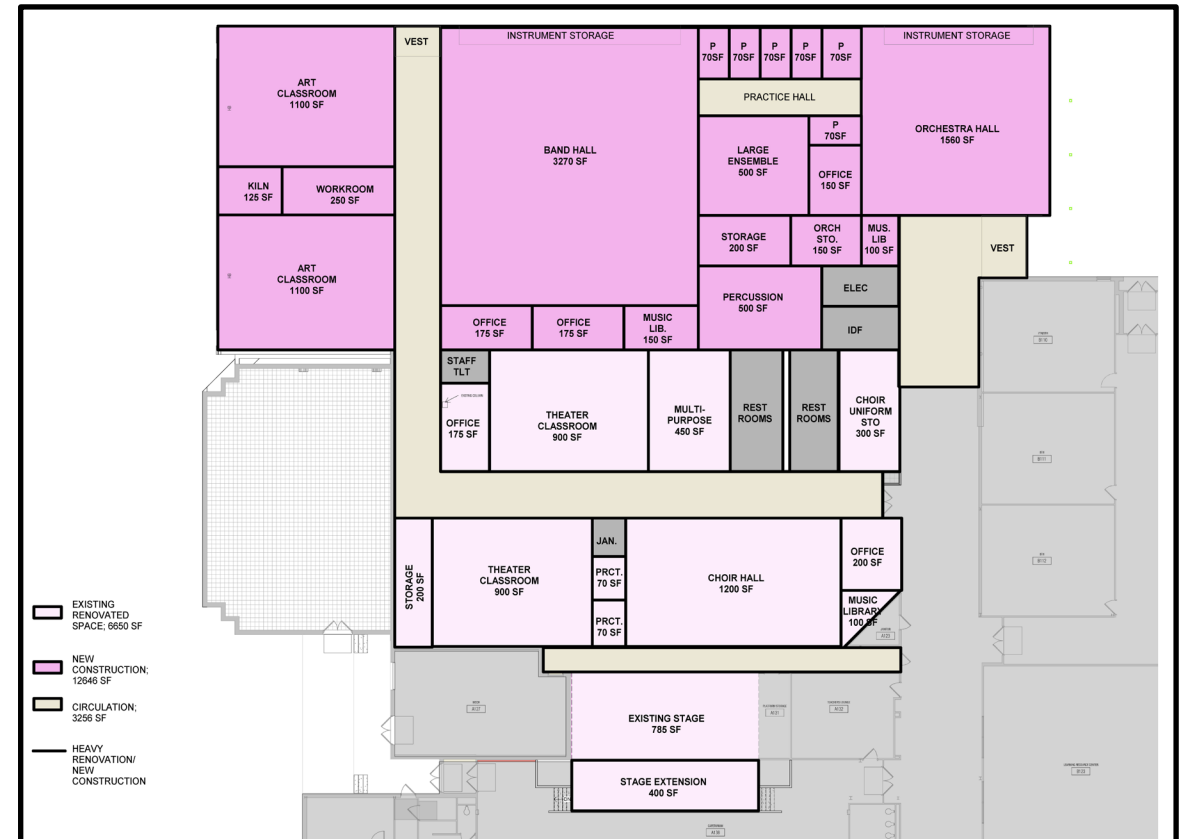 VEST
INSTRUMENT STORAGE
P
70SF
P
70SF
P
70SF
P
70SF
P
70SF
INSTRUMENT STORAGE
ART
CLASSROOM
1100 SF
PRACTICE HALL
BAND HALL
3270 SF
LARGE
ENSEMBLE
500 SF
P
70SF
ORCHESTRA HALL
1560 SF
OFFICE
150 SF
KILN
125 SF
WORKROOM
250 SF
STORAGE
200 SF
ORCH
STO.
150 SF
MUS.
LIB
100 SF
VEST
ART
CLASSROOM
1100 SF
PERCUSSION
500 SF
ELEC
IDF
OFFICE
175 SF
OFFICE
175 SF
MUSIC
LIB.
150 SF
STAFF
TLT
OFFICE
175 SF
THEATER
CLASSROOM
900 SF
MULTI-
PURPOSE
450 SF
REST
ROOMS
REST
ROOMS
CHOIR
UNIFORM
STO
300 SF
B110
B111
B112
STORAGE
200 SF
THEATER
CLASSROOM
900 SF
JAN.
PRCT.
70 SF
PRCT.
70 SF
CHOIR HALL
1200 SF
OFFICE
200 SF
MUSIC
LIBRARY
100 SF
A123
EXISTING
RENOVATED
SPACE; 6650 SF
NEW
CONSTRUCTION;
12646 SF
CIRCULATION;
3256 SF
HEAVY
RENOVATION/
NEW
CONSTRUCTION
A127
EXISTING STAGE
785 SF
A131
A122
STAGE EXTENSION
400 SF